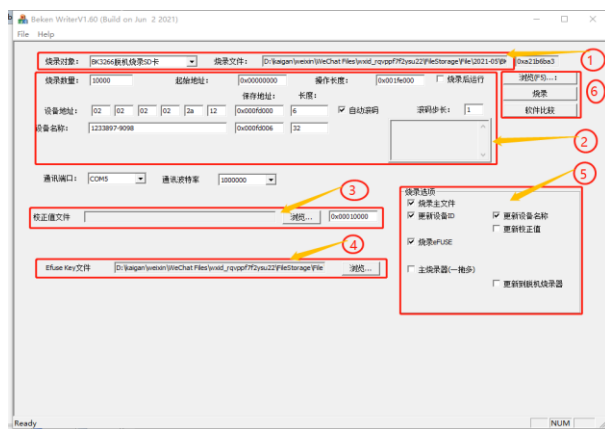 Beken WriterV1.60 (Build on Jun 2 2021)
File Help
烧录对象: BK3266脱机烧录SD卡 烧录文件: D:\kaigan\weixin\WeChat Files\wxid_rqvppf7f2ysu22\FileStorage\File\2021-05\BK 0xa21b6ba3 ①
烧录数量: 10000 起始地址: 0x00000000 操作长度: 0x001fe000 烧录后运行 浏览(F5)...: ⑥
保存地址: 长度: 烧录
设备地址: 02 02 02 02 2a 12 0x000fd000 6 自动滚码 滚码步长: 1 软件比较
设备名称: 1233897-9098 0x000fd006 32 ②
通讯端口: COM5 通讯波特率 1000000
③ 烧录选项 ⑤
烧录主文件
校正值文件 浏览... 0x00010000 更新设备ID 更新设备名称
更新校正值
④ 烧录eFUSE
Efuse Key文件 D:\kaigan\weixin\WeChat Files\wxid_rqvppf7f2ysu22\FileStorage\File 浏览... 主烧录器(一拖多)
更新到脱机烧录器
Ready NUM